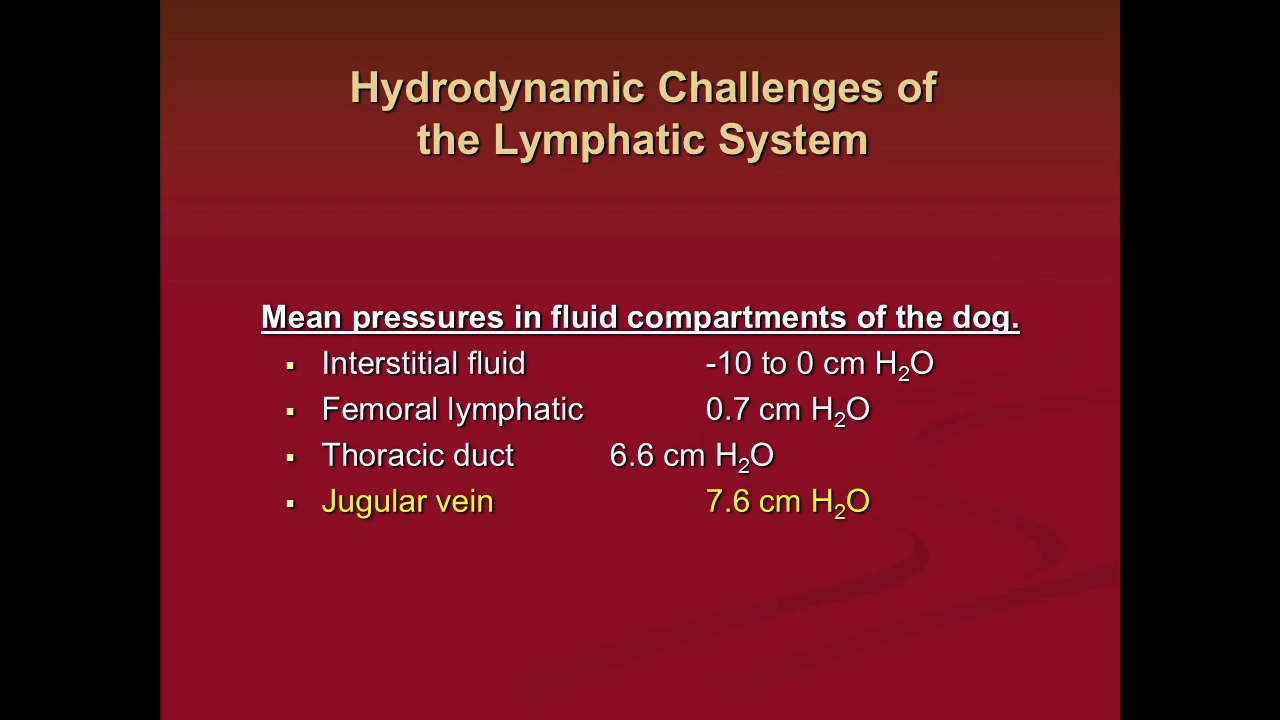 Hydrodynamic Challenges of
the Lymphatic System
Mean pressures in fluid compartments of the dog.
▪ Interstitial fluid -10 to 0 cm H₂O
▪ Femoral lymphatic 0.7 cm H₂O
▪ Thoracic duct 6.6 cm H₂O
▪ Jugular vein 7.6 cm H₂O